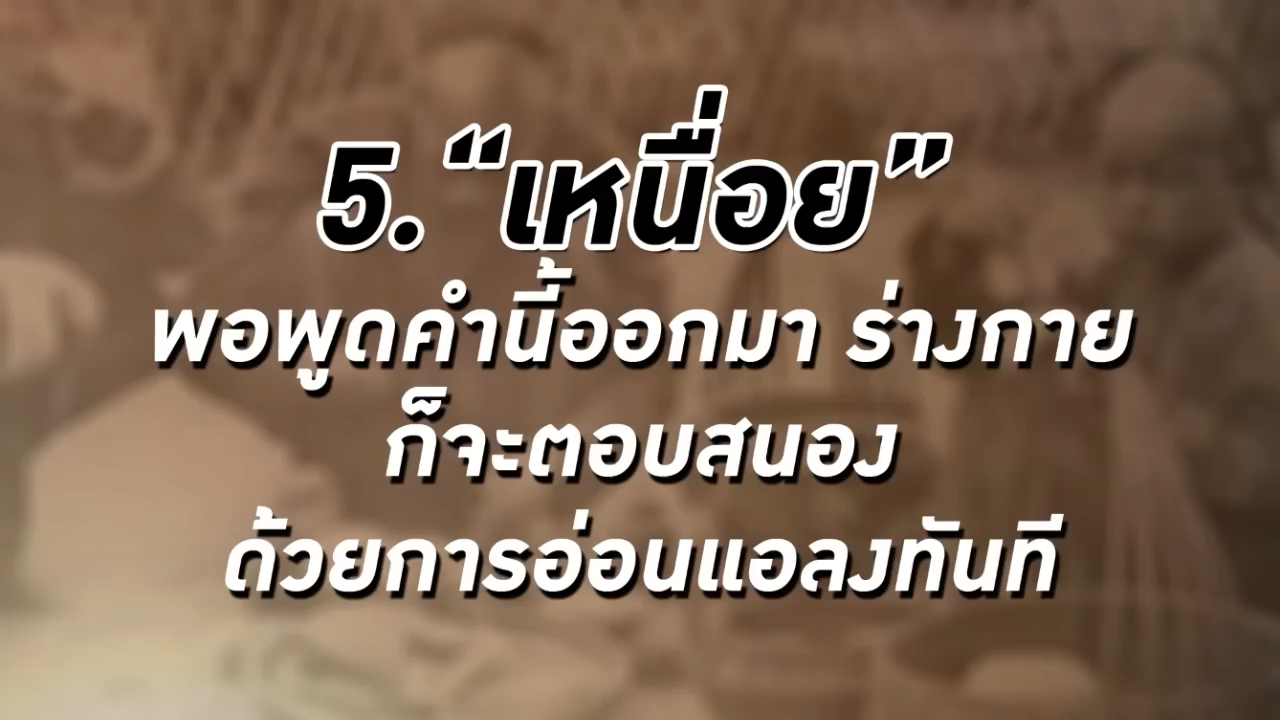 5. “เหนื่อย”
พอพูดคำนี้ออกมา ร่างกาย
ก็จะตอบสนอง
ด้วยการอ่อนแอลงทันที